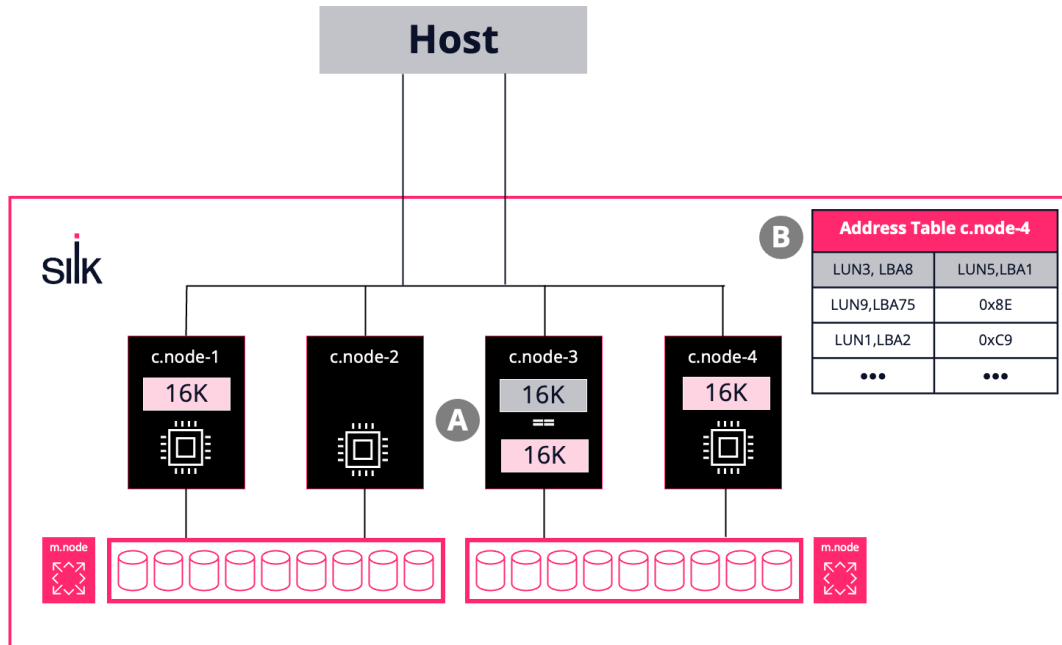 Host
silk
B
Address Table c.node-4
LUN3, LBA8 LUN5,LBA1
LUN9,LBA75 0x8E
LUN1,LBA2 0xC9
••• •••
c.node-1
16K
c.node-2
A
c.node-3
16K
==
16K
c.node-4
16K
m.node
m.node